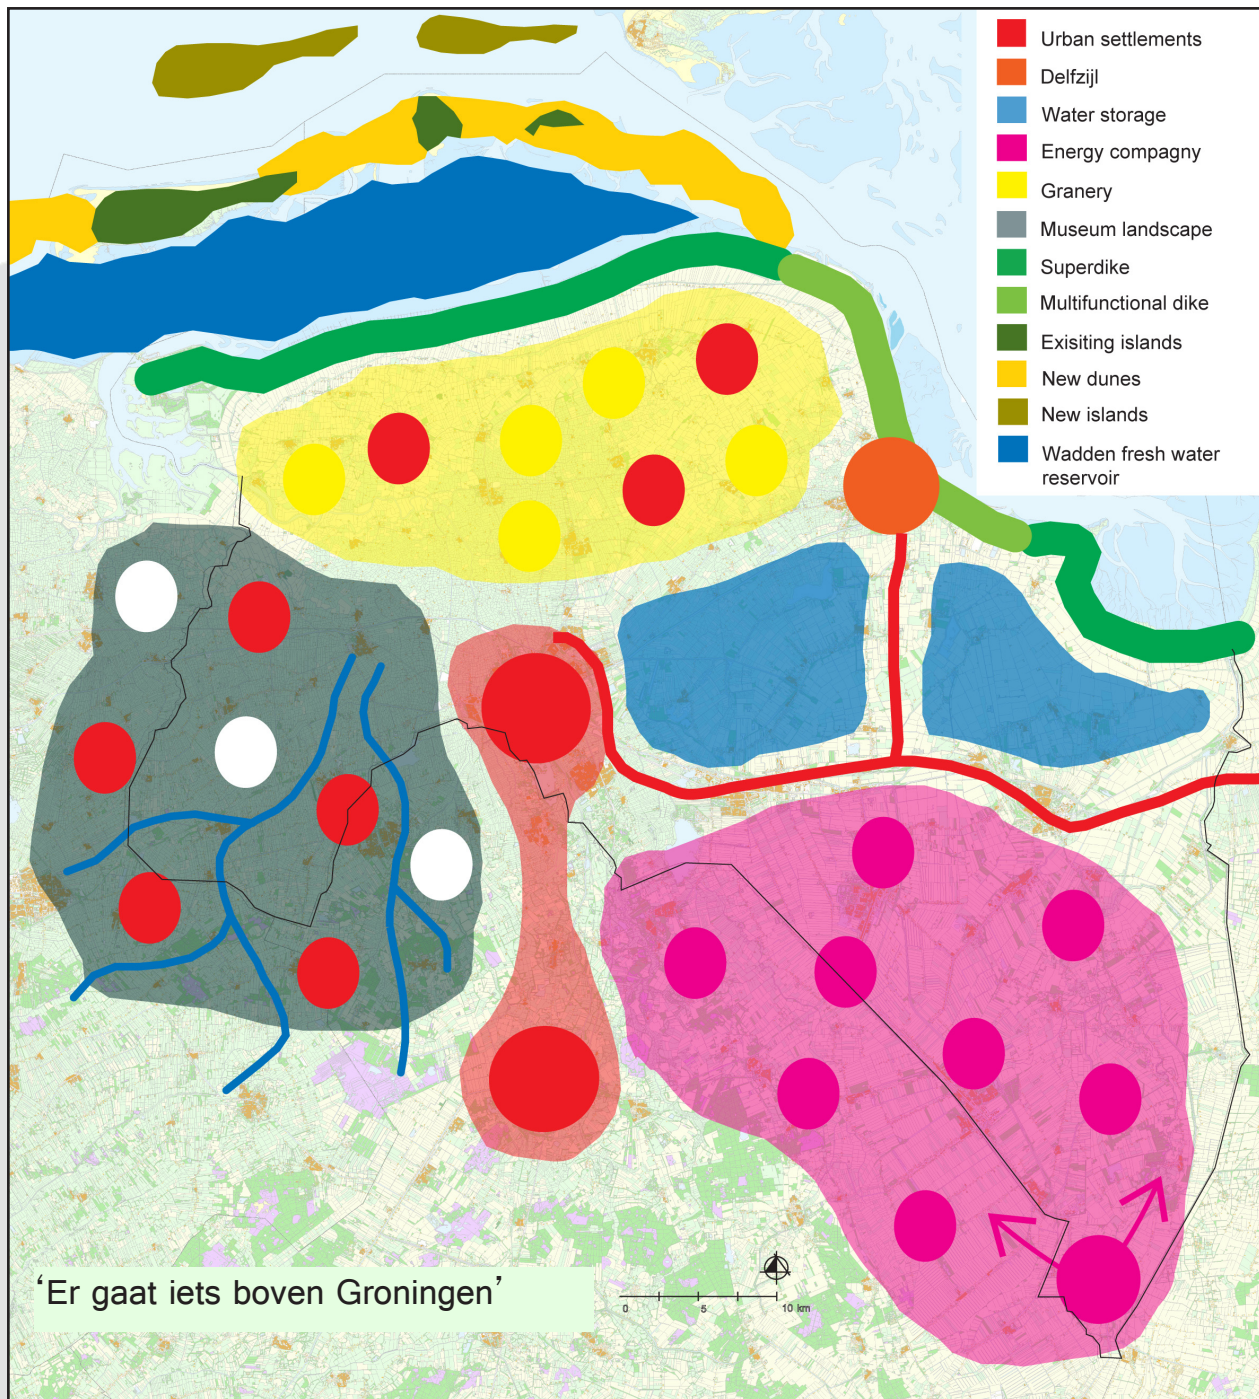 Urban settlements
Delfzijl
Water storage
Energy compagny
Granery
Museum landscape
Superdike
Multifunctional dike
Exisiting islands
New dunes
New islands
Wadden fresh water
reservoir
‘Er gaat iets boven Groningen’
0 5 10 km